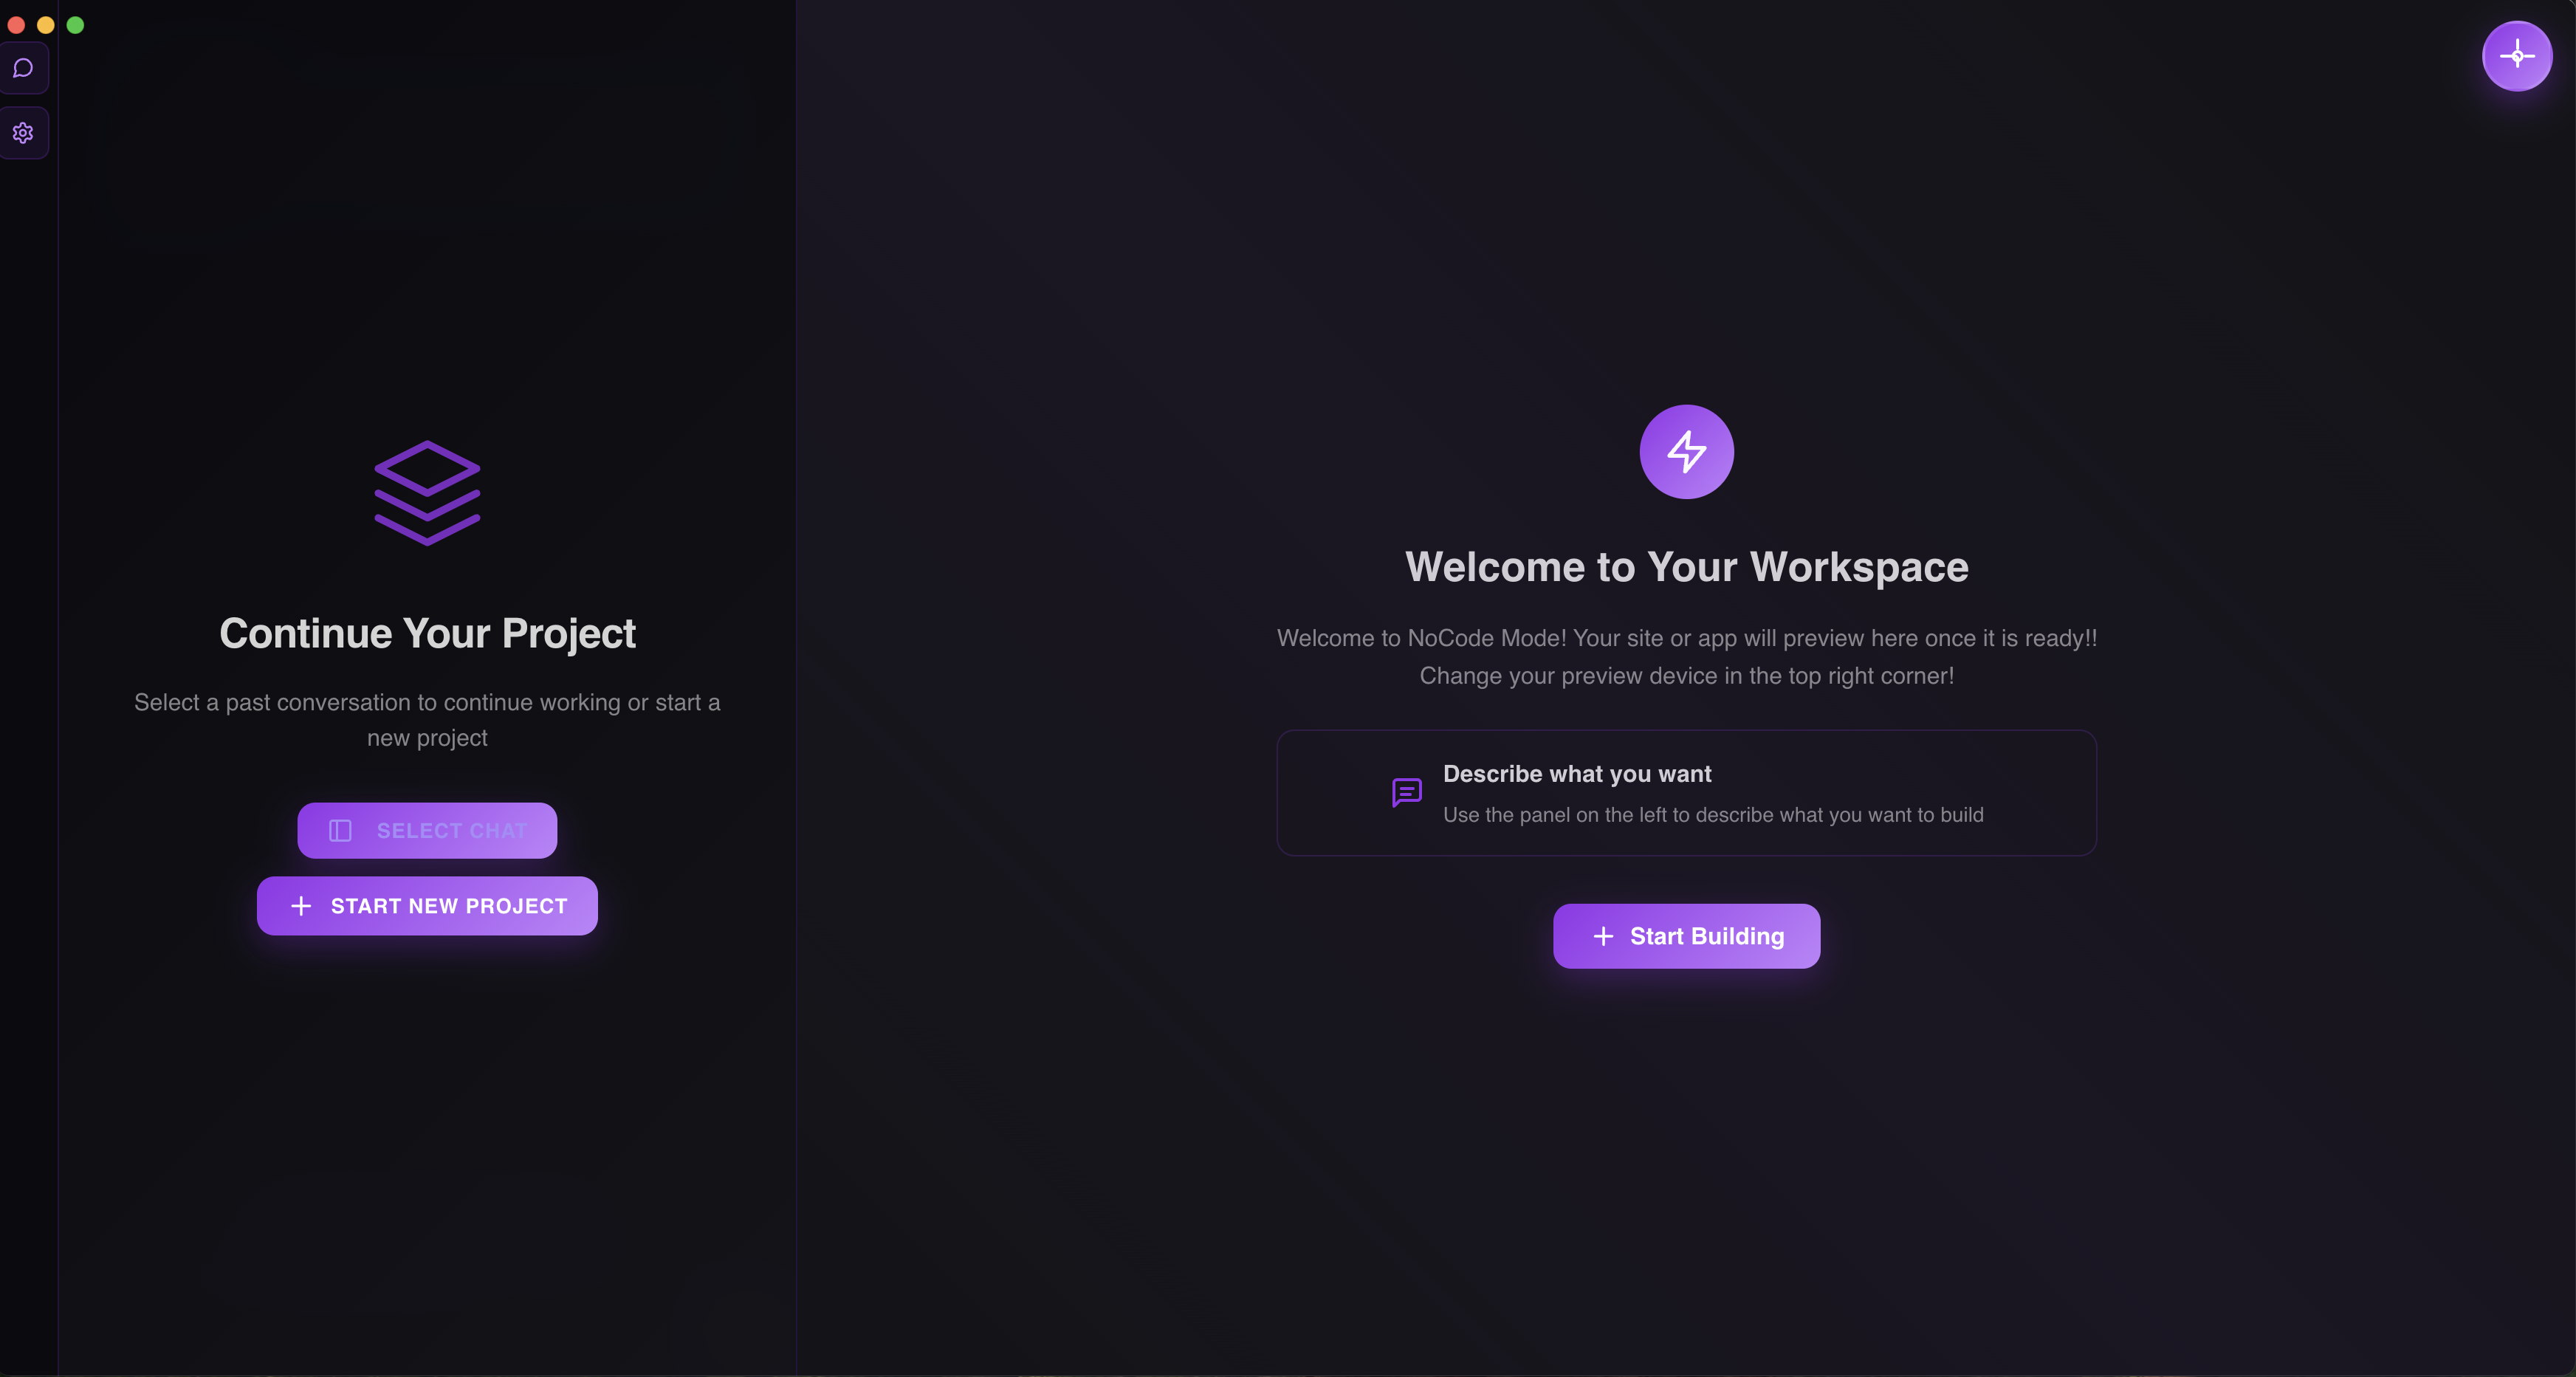 Continue Your Project
Select a past conversation to continue working or start a
new project
SELECT CHAT
START NEW PROJECT
Welcome to Your Workspace
Welcome to NoCode Mode! Your site or app will preview here once it is ready!!
Change your preview device in the top right corner!
Describe what you want
Use the panel on the left to describe what you want to build
Start Building